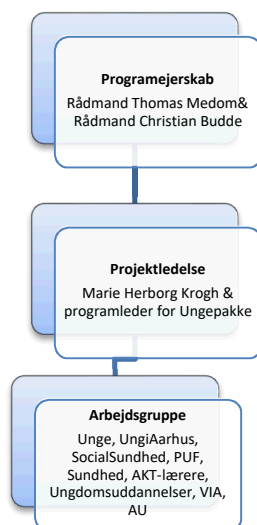 Programejerskab
Rådmand Thomas Medom&
Rådmand Christian Budde
Projektledelse
Marie Herborg Krogh &
programleder for Ungepakke
Arbejdsgruppe
Unge, UngiAarhus,
SocialSundhed, PUF,
Sundhed, AKT-lærere,
Ungdomsuddannelser, VIA,
AU